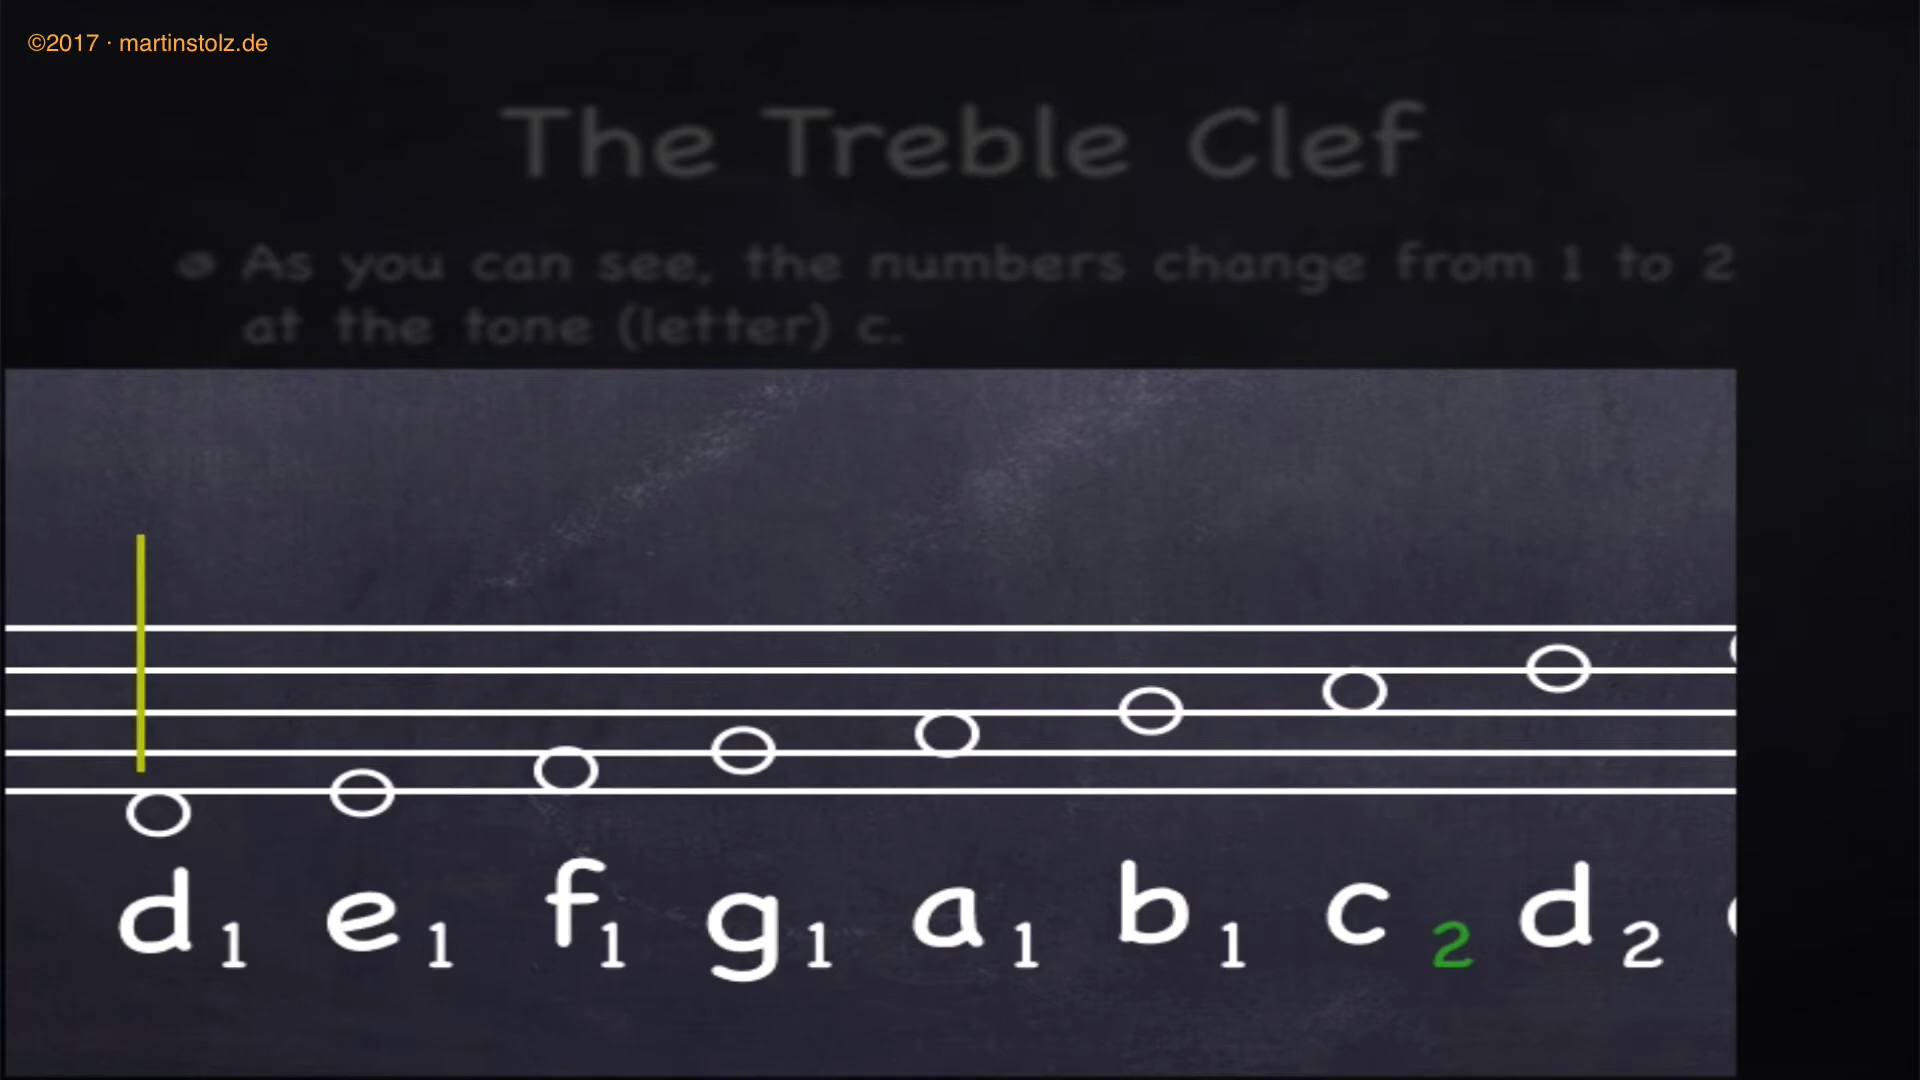 ©2017 · martinstolz.de
The Treble Clef
As you can see, the numbers change from 1 to 2
at the tone (letter) c.
d1 e1 f1 g1 a1 b1 c2 d2